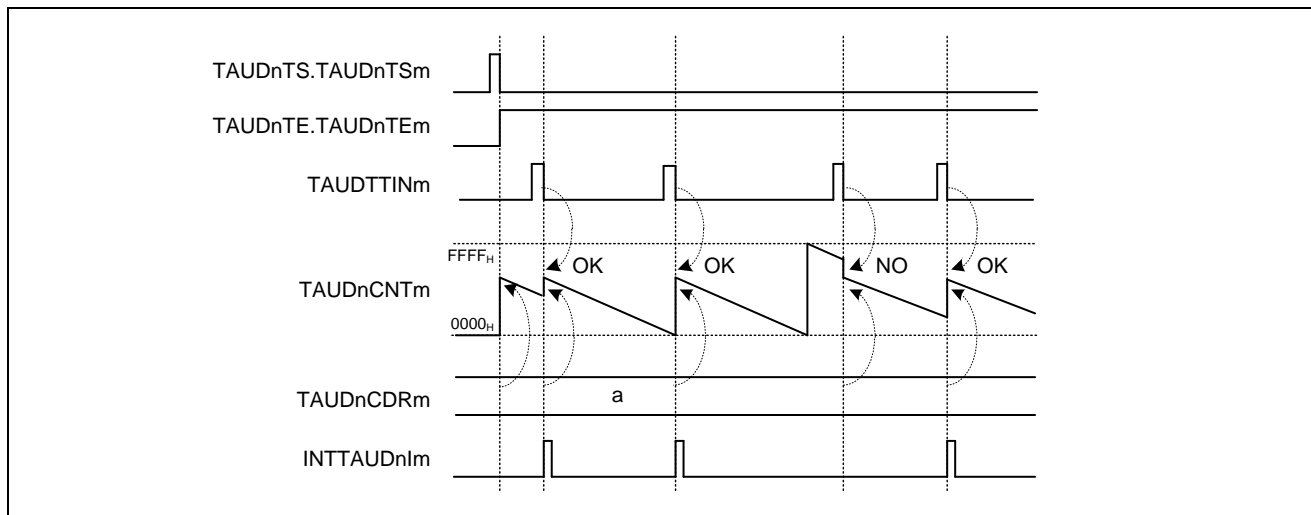 TAUDnTS.TAUDnTSm
TAUDnTE.TAUDnTEm
TAUDTTINm
FFFFH
OK
OK
NO
OK
TAUDnCNTm
0000H
TAUDnCDRm
a
INTTAUDnIm